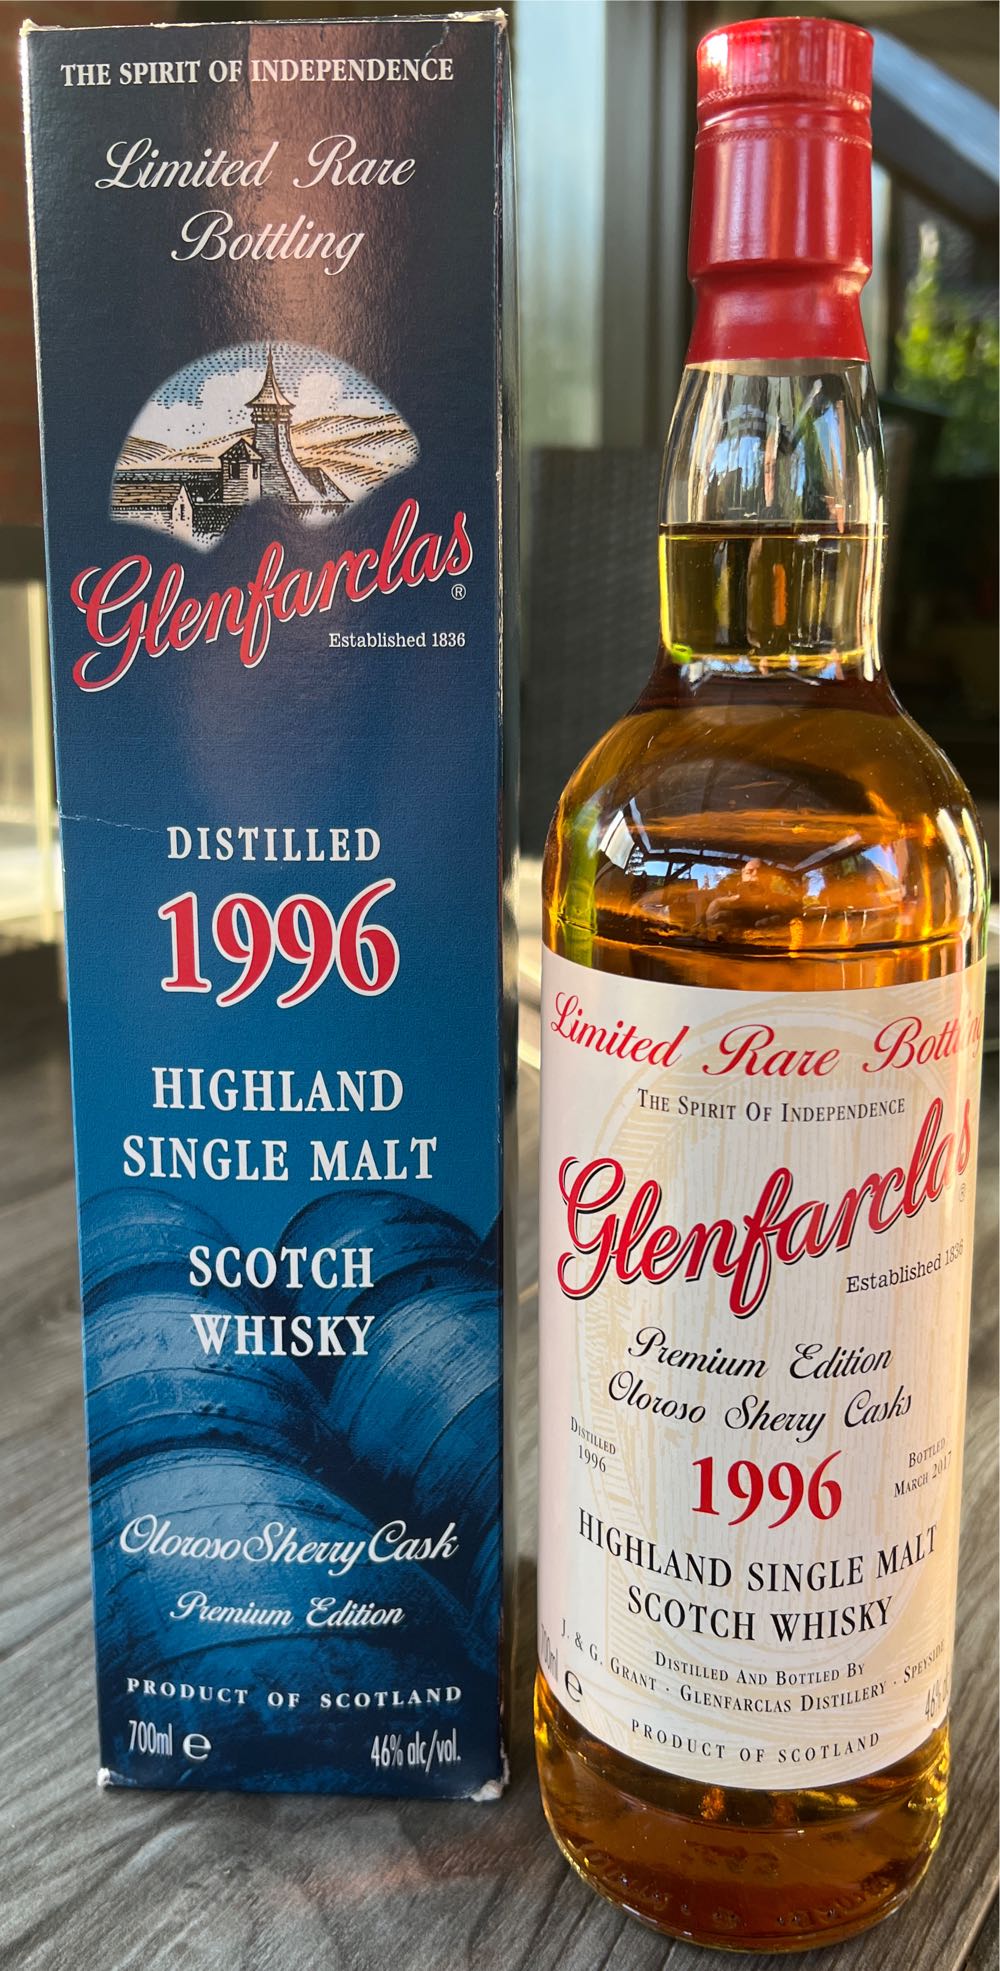 THE SPIRIT OF INDEPENDENCE
Limited Rare
Bottling
Glenfarclas
®
Established 1836
DISTILLED
1996
HIGHLAND
SINGLE MALT
SCOTCH
WHISKY
Oloroso Sherry Cask
Premium Edition
PRODUCT OF SCOTLAND
700ml e
46% alc/vol.
Limited Rare Bottling
THE SPIRIT OF INDEPENDENCE
Glenfarclas
®
Established 1836
Premium Edition
Oloroso Sherry Casks
DISTILLED
1996
1996
BOTTLED
MARCH 2017
HIGHLAND SINGLE MALT
SCOTCH WHISKY
DISTILLED AND BOTTLED BY
J. & G. GRANT · GLENFARCLAS DISTILLERY · SPEYSIDE
e
46%
PRODUCT OF SCOTLAND